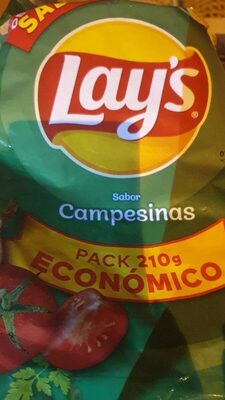 Lay's
Sabor
Campesinas
PACK 210g
ECONÓMICO